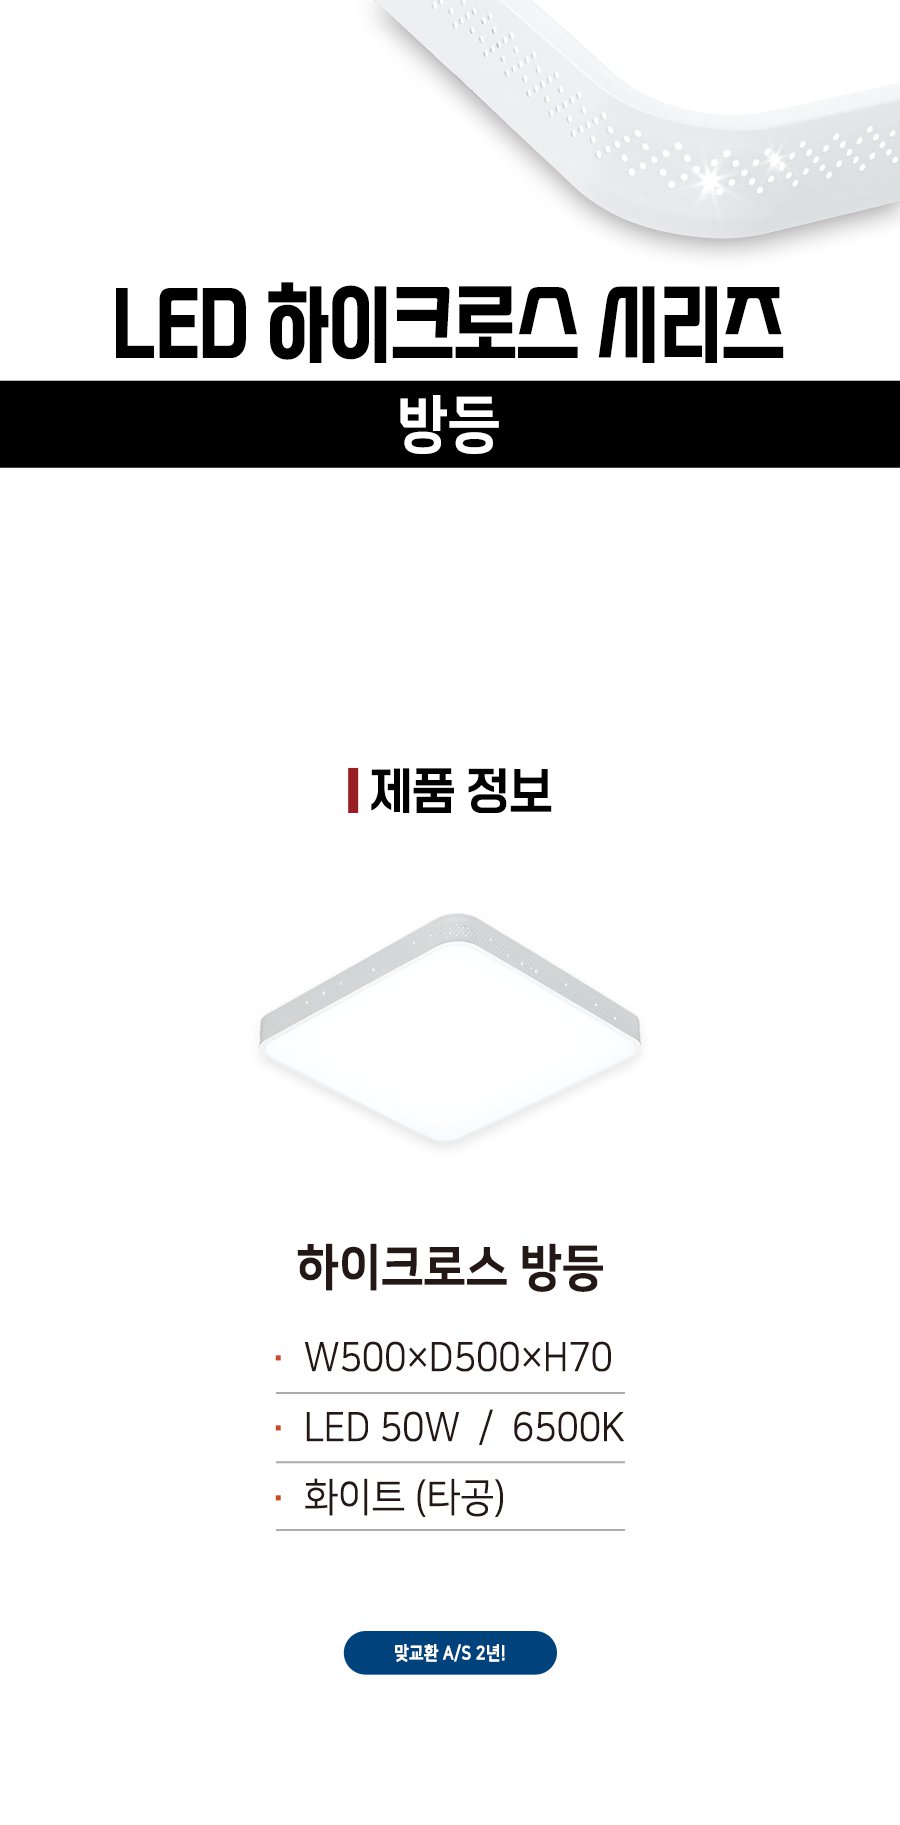 LED 하이크로스 시리즈
방등
제품 정보
하이크로스 방등
· W500×D500×H70
· LED 50W / 6500K
· 화이트 (타공)
맞교환 A/S 2년!